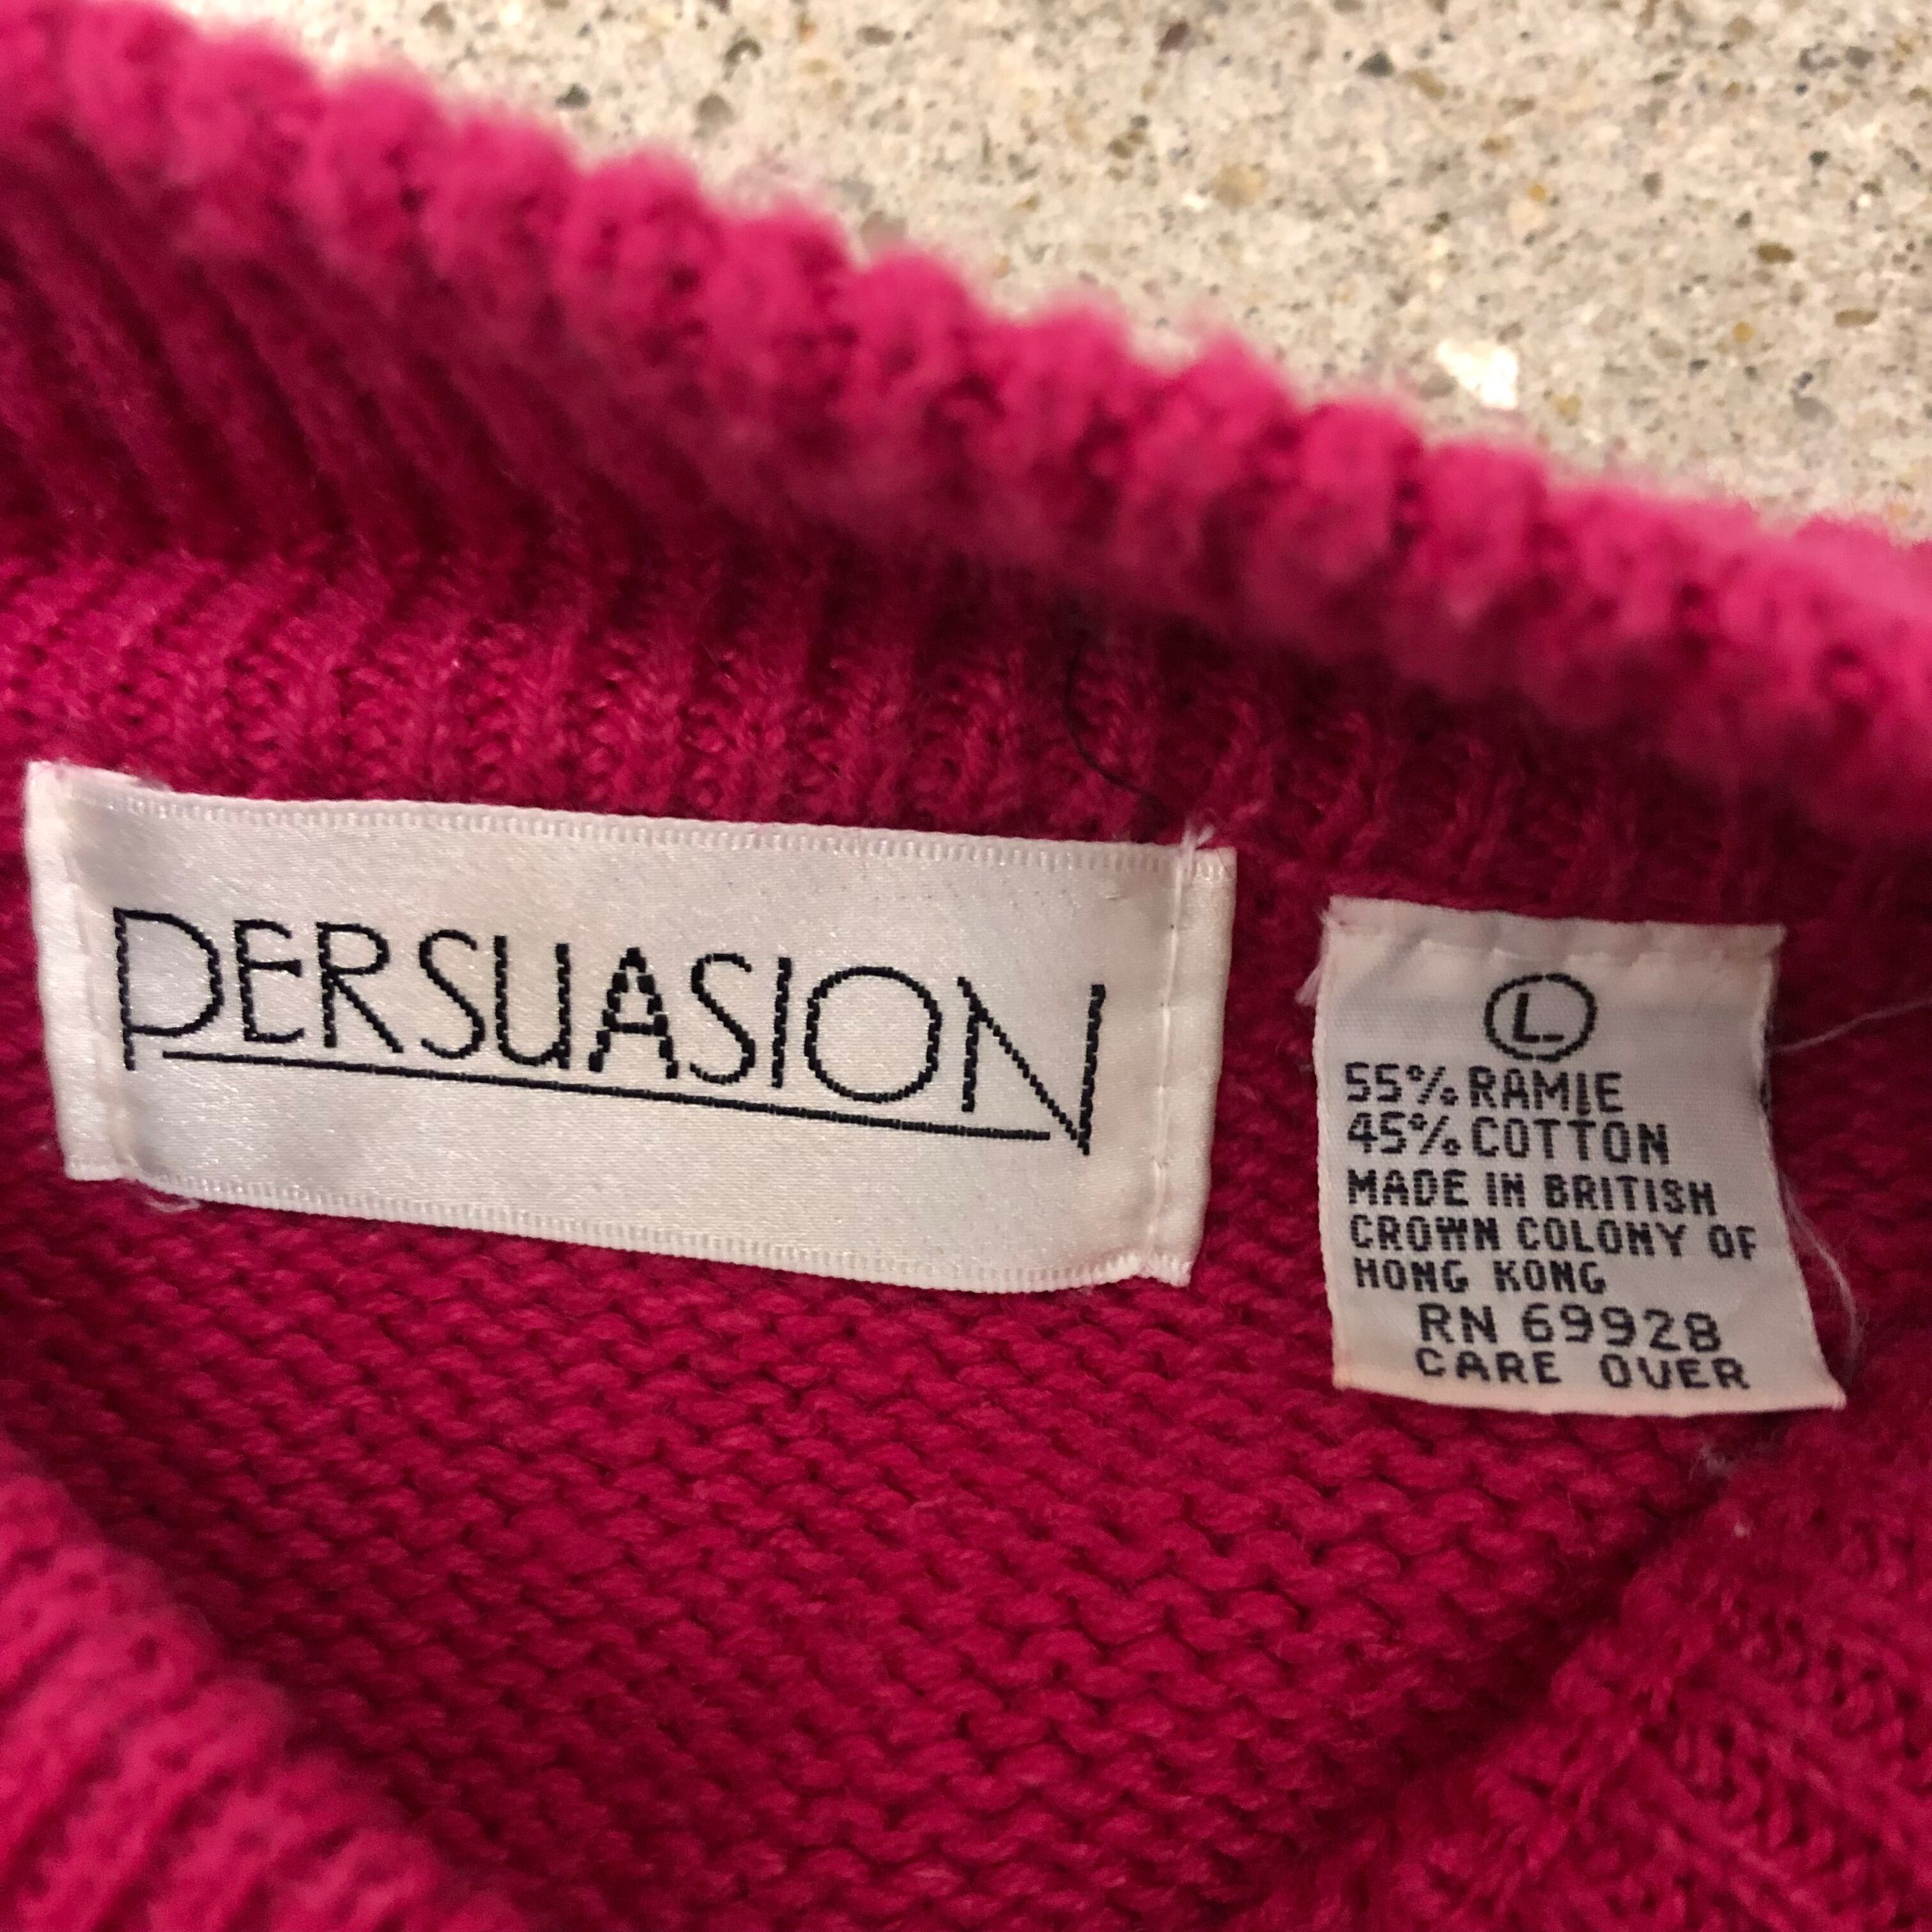 PERSUASION
L
55% RAMIE
45% COTTON
MADE IN BRITISH
CROWN COLONY OF
HONG KONG
RN 69928
CARE OVER